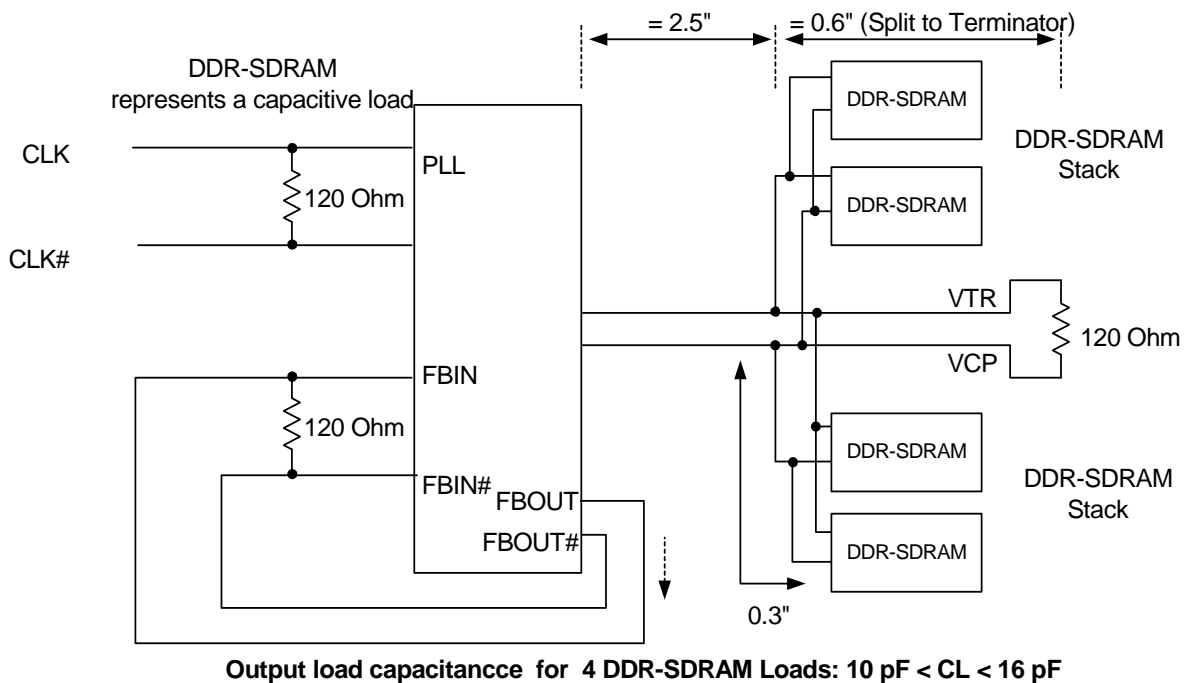 = 2.5"
= 0.6" (Split to Terminator)
DDR-SDRAM
represents a capacitive load
DDR-SDRAM
DDR-SDRAM
Stack
CLK
PLL
120 Ohm
DDR-SDRAM
CLK#
VTR
120 Ohm
VCP
FBIN
120 Ohm
DDR-SDRAM
FBIN#
FBOUT
DDR-SDRAM
Stack
FBOUT#
DDR-SDRAM
0.3"
Output load capacitancce for 4 DDR-SDRAM Loads: 10 pF < CL < 16 pF